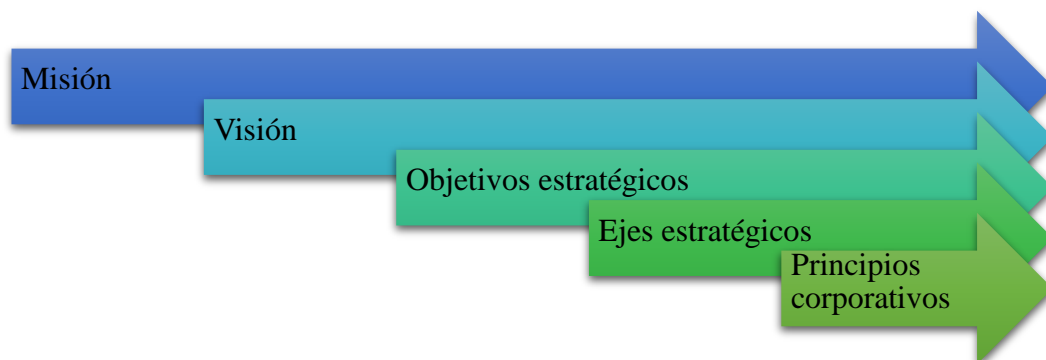 Misión
Visión
Objetivos estratégicos
Ejes estratégicos
Principios
corporativos